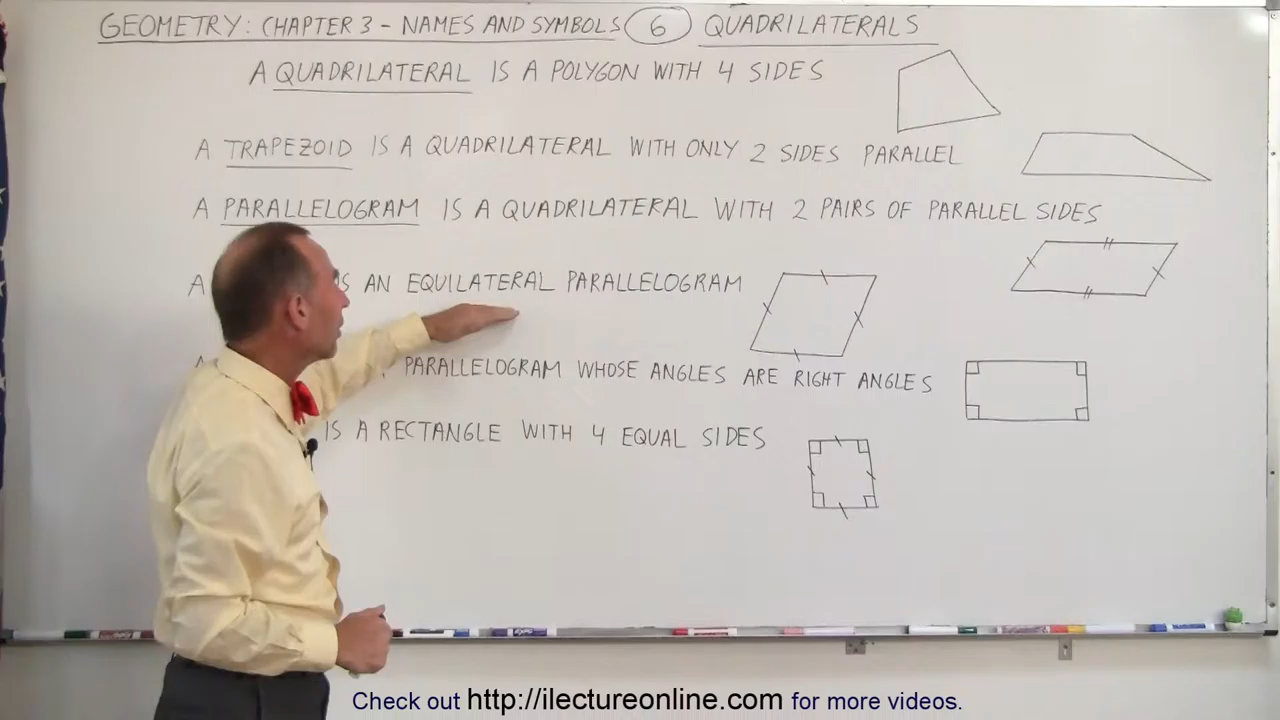 GEOMETRY: CHAPTER 3 - NAMES AND SYMBOLS 6 QUADRILATERALS
A QUADRILATERAL IS A POLYGON WITH 4 SIDES
A TRAPEZOID IS A QUADRILATERAL WITH ONLY 2 SIDES PARALLEL
A PARALLELOGRAM IS A QUADRILATERAL WITH 2 PAIRS OF PARALLEL SIDES
A IS AN EQUILATERAL PARALLELOGRAM
A PARALLELOGRAM WHOSE ANGLES ARE RIGHT ANGLES
IS A RECTANGLE WITH 4 EQUAL SIDES
Check out http://ilectureonline.com for more videos.